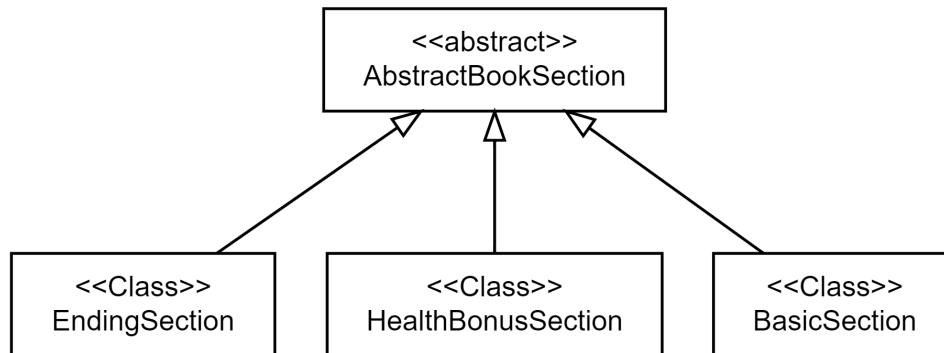 <<abstract>>
AbstractBookSection
<<Class>>
EndingSection
<<Class>>
HealthBonusSection
<<Class>>
BasicSection